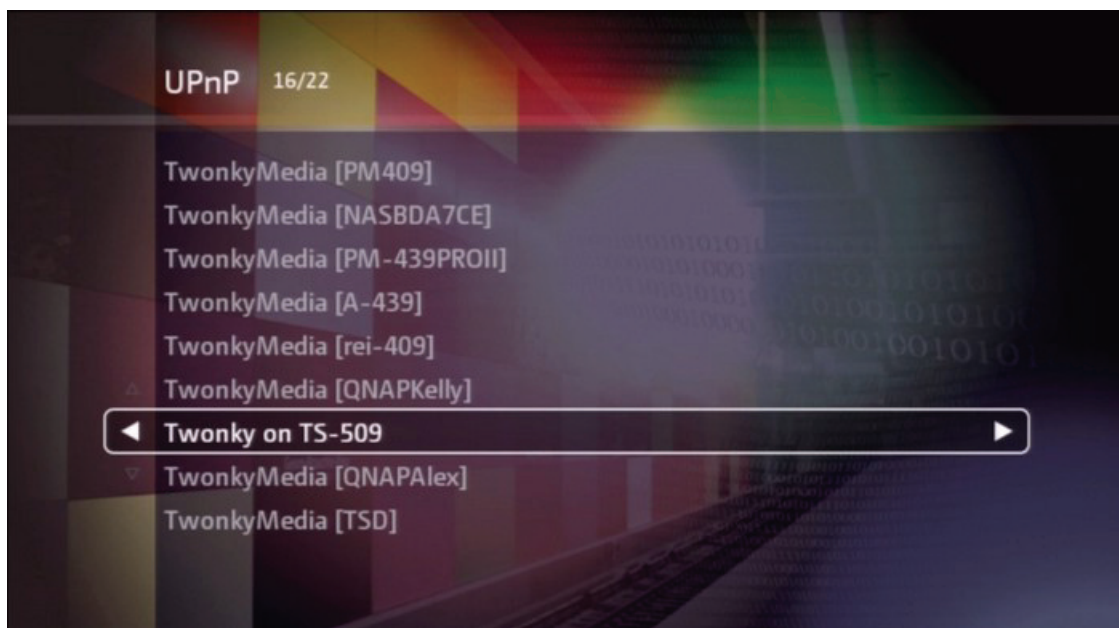 UPnP 16/22
TwonkyMedia [PM409]
TwonkyMedia [NASBDA7CE]
TwonkyMedia [PM-439PROII]
TwonkyMedia [A-439]
TwonkyMedia [rei-409]
TwonkyMedia [QNAPKelly]
Twonky on TS-509
TwonkyMedia [QNAPAlex]
TwonkyMedia [TSD]